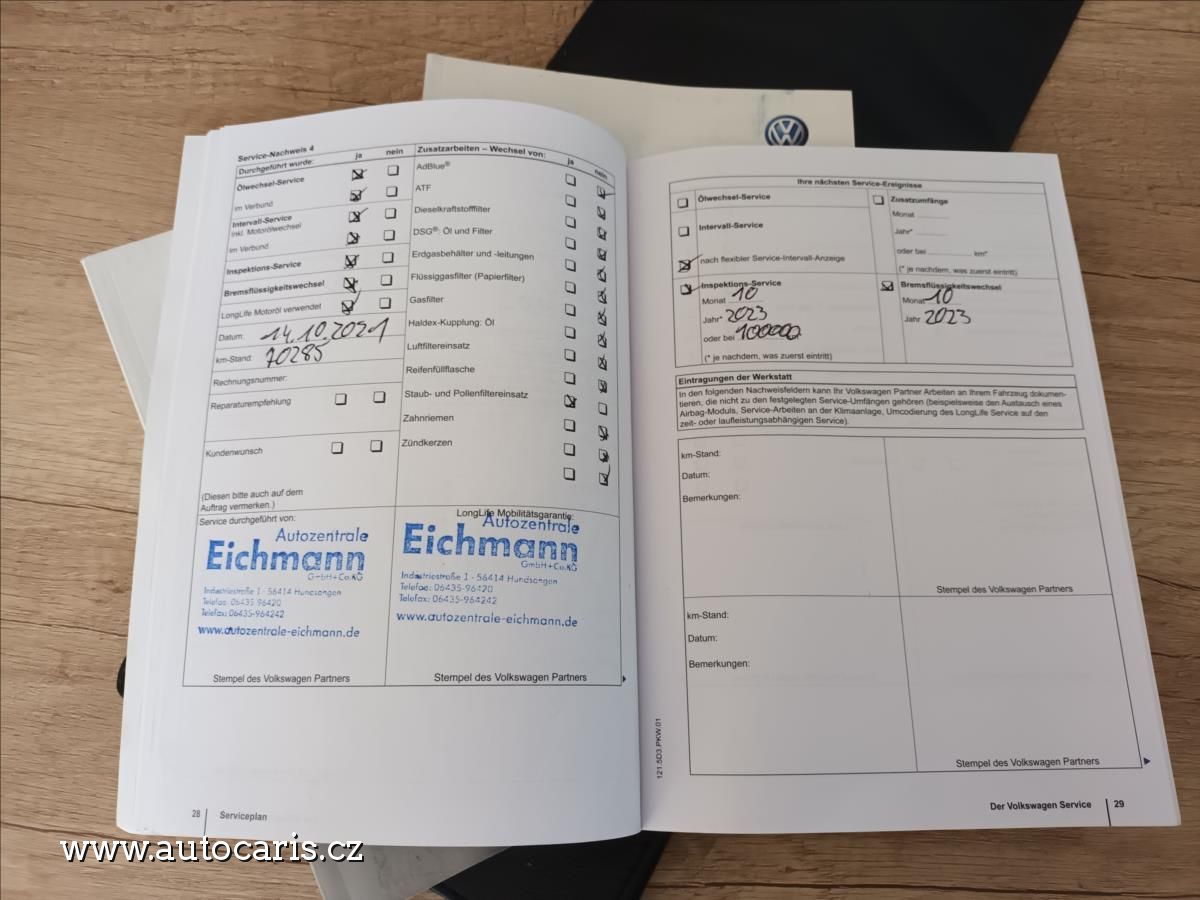 Service-Nachweis 4
Durchgeführt wurde: ja nein
Ölwechsel-Service
im Verbund
Intervall-Service
inkl. Motorölwechsel
im Verbund
Inspektions-Service
Bremsflüssigkeitswechsel
LongLife Motoröl verwendet
Datum: 14.10.2021
km-Stand: 70285
Rechnungsnummer:
Reparaturempfehlung
Kundenwunsch
(Diesen bitte auch auf dem
Auftrag vermerken.)
Zusatzarbeiten – Wechsel von: ja nein
AdBlue®
ATF
Dieselkraftstofffilter
DSG®: Öl und Filter
Erdgasbehälter und -leitungen
Flüssiggasfilter (Papierfilter)
Gasfilter
Haldex-Kupplung: Öl
Luftfiltereinsatz
Reifenfüllflasche
Staub- und Pollenfiltereinsatz
Zahnriemen
Zündkerzen
Service durchgeführt von:
Autozentrale
Eichmann
GmbH+Co.KG
Industriestraße 1 - 56414 Hundsangen
Telefon: 06435-96420
Telefax: 06435-964242
www.autozentrale-eichmann.de
Stempel des Volkswagen Partners
LongLife Mobilitätsgarantie:
Autozentrale
Eichmann
GmbH+Co.KG
Industriestraße 1 - 56414 Hundsangen
Telefon: 06435-96420
Telefax: 06435-964242
www.autozentrale-eichmann.de
Stempel des Volkswagen Partners
28 Serviceplan
Ihre nächsten Service-Ereignisse
Ölwechsel-Service
Intervall-Service
nach flexibler Service-Intervall-Anzeige
Zusatzumfänge
Monat
Jahr*
oder bei km*
(* je nachdem, was zuerst eintritt)
Inspektions-Service
Monat 10
Jahr* 2023
oder bei 100000
(* je nachdem, was zuerst eintritt)
Bremsflüssigkeitswechsel
Monat 10
Jahr 2023
Eintragungen der Werkstatt
In den folgenden Nachweisfeldern kann Ihr Volkswagen Partner Arbeiten an Ihrem Fahrzeug dokumen-
tieren, die nicht zu den festgelegten Service-Umfängen gehören (beispielsweise den Austausch eines
Airbag-Moduls, Service-Arbeiten an der Klimaanlage, Umcodierung des LongLife Service auf den
zeit- oder laufleistungsabhängigen Service).
km-Stand:
Datum:
Bemerkungen:
Stempel des Volkswagen Partners
km-Stand:
Datum:
Bemerkungen:
Stempel des Volkswagen Partners
121.5D3.PKW.01
Der Volkswagen Service 29
www.autocaris.cz